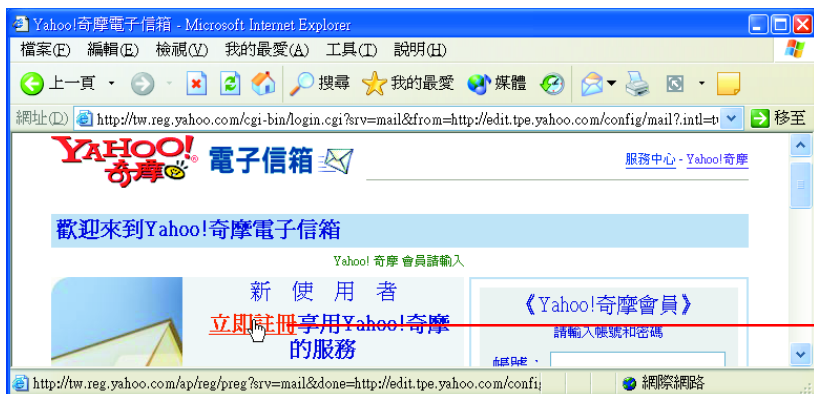 Yahoo!奇摩電子信箱 - Microsoft Internet Explorer
檔案(F) 編輯(E) 檢視(V) 我的最愛(A) 工具(T) 說明(H)
上一頁 搜尋 我的最愛 媒體
網址(D) http://tw.reg.yahoo.com/cgi-bin/login.cgi?srv=mail&from=http://edit.tpe.yahoo.com/config/mail?.intl=t 移至
YAHOO!奇摩 電子信箱
服務中心 - Yahoo!奇摩
歡迎來到Yahoo!奇摩電子信箱
Yahoo! 奇摩 會員請輸入
新使用者
立即註冊享用Yahoo!奇摩
的服務
《Yahoo!奇摩會員》
請輸入帳號和密碼
帳號：
http://tw.reg.yahoo.com/ap/reg/preg?srv=mail&done=http://edit.tpe.yahoo.com/confi 網際網路